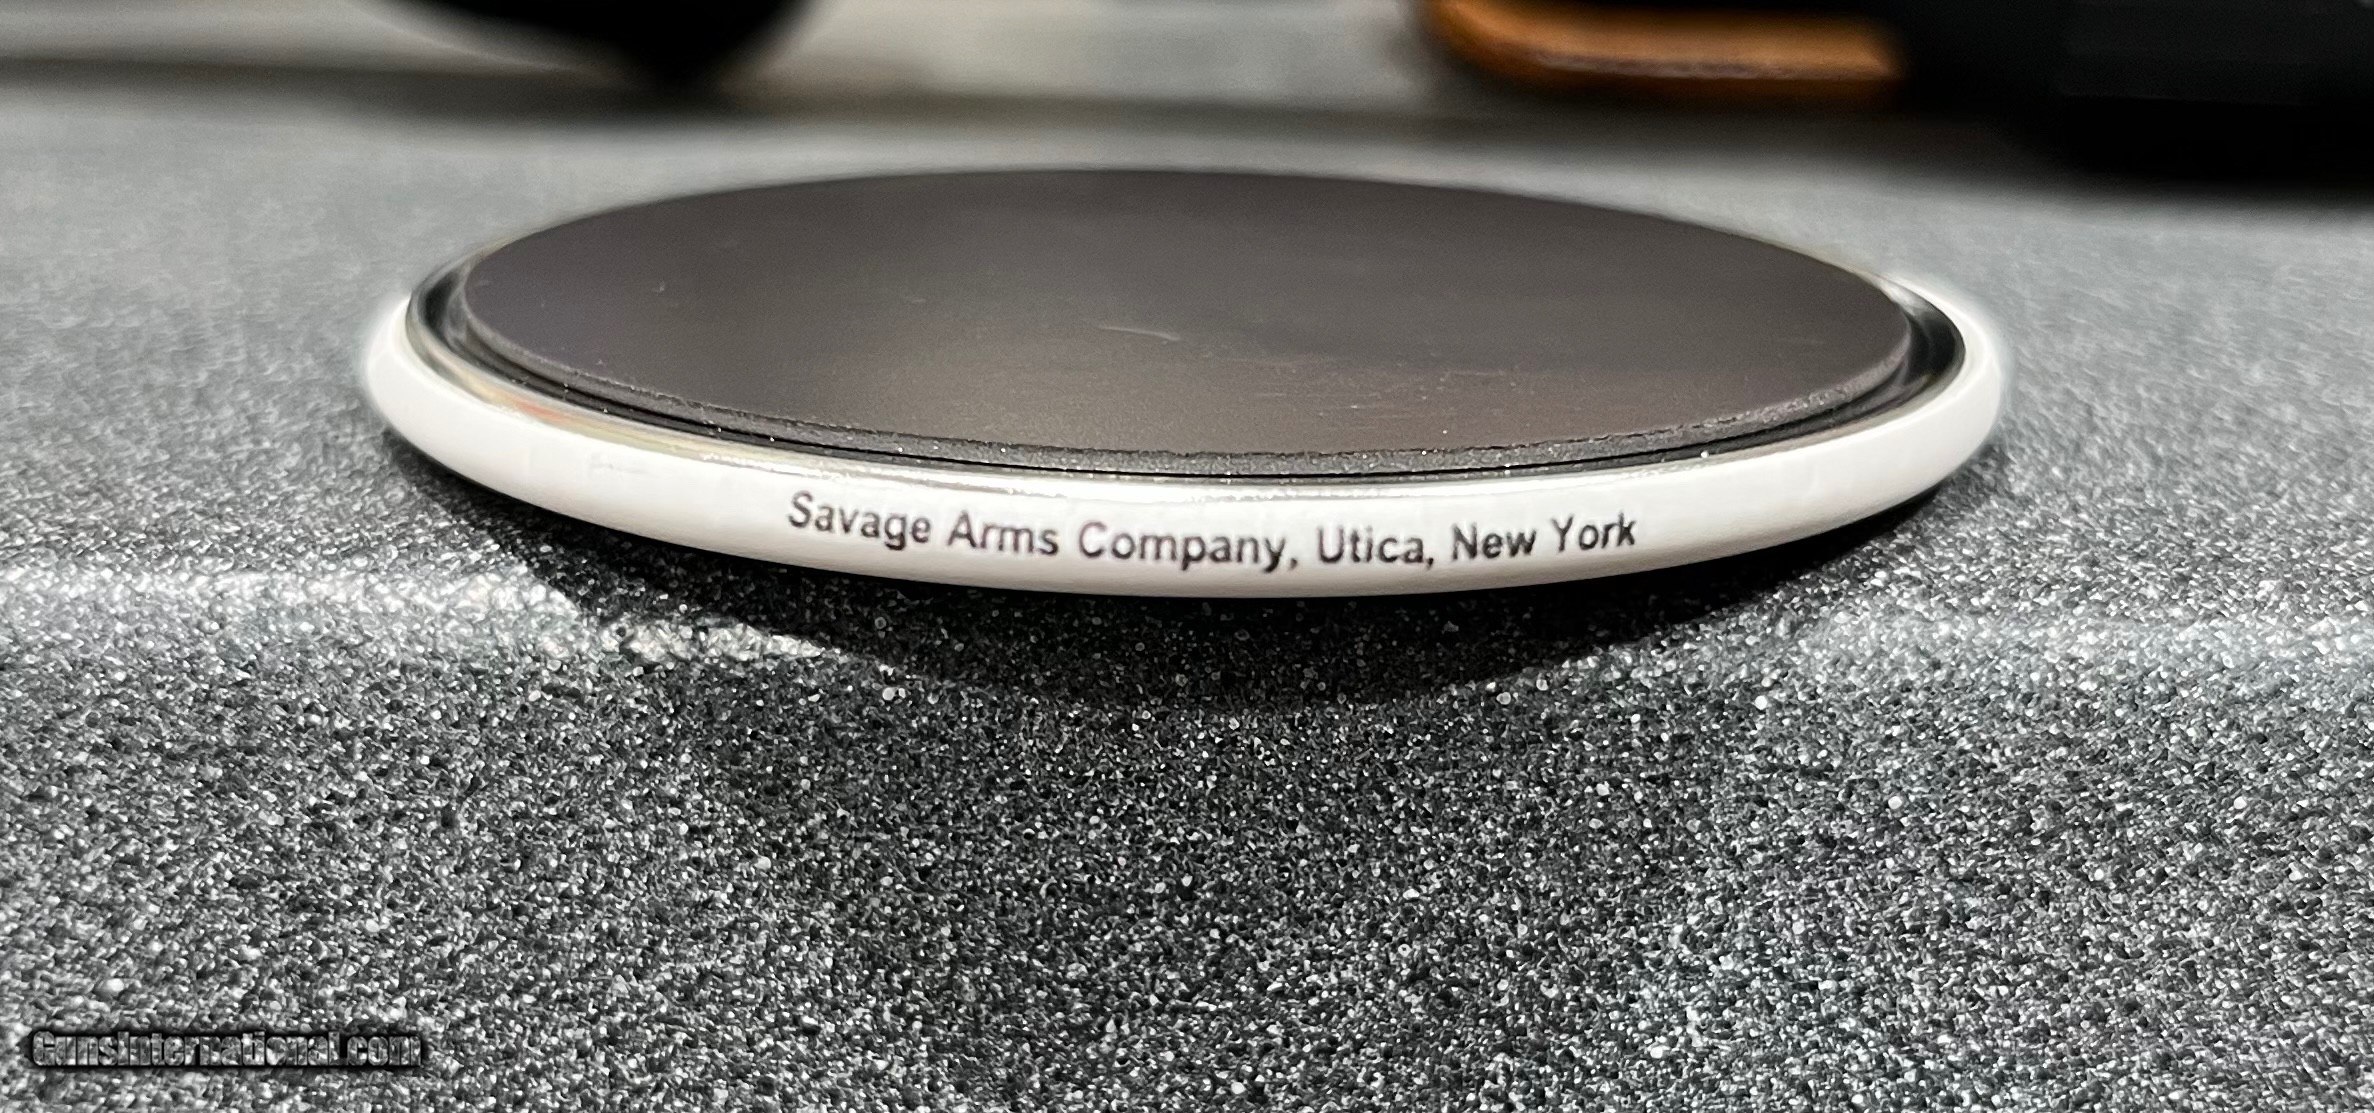 Savage Arms Company, Utica, New York
GunsInternational.com